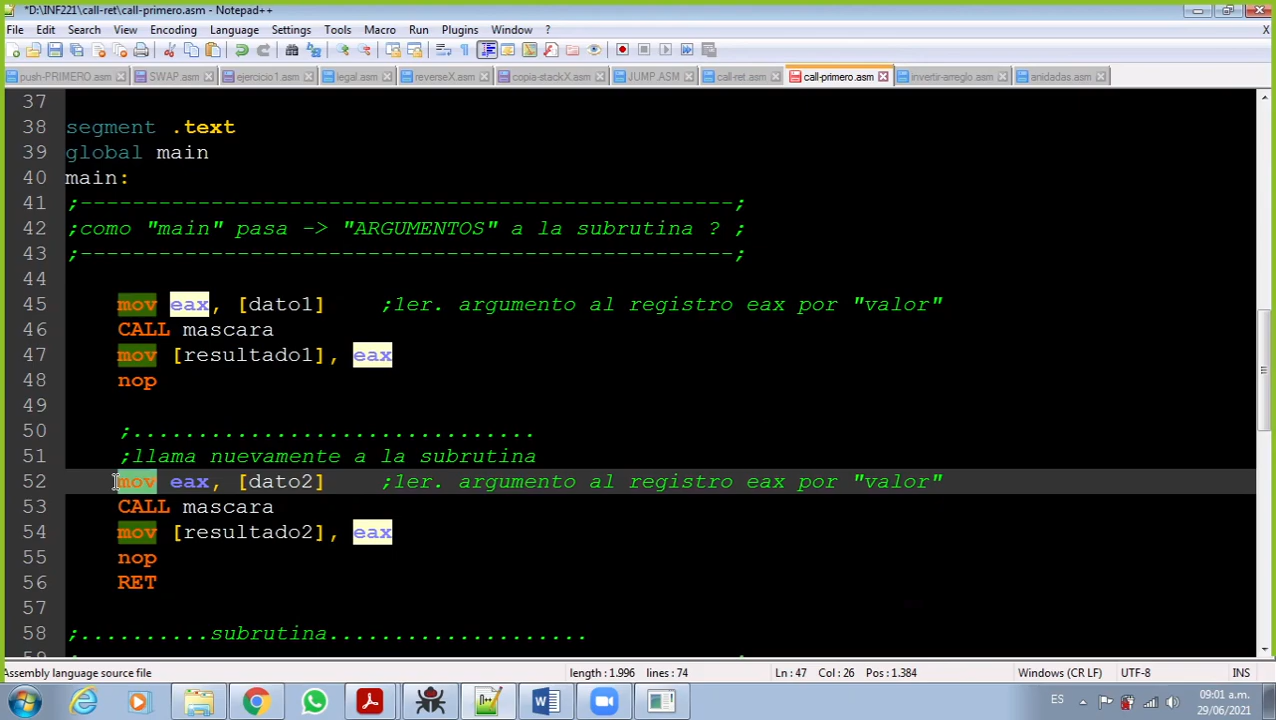 *D:\INF221\call-ret\call-primero.asm - Notepad++
File Edit Search View Encoding Language Settings Tools Macro Run Plugins Window ? X
push-PRIMERO.asm SWAP.asm ejercicio1.asm legal.asm reverseX.asm copia-stackX.asm JUMP.ASM call-ret.asm call-primero.asm invertir-arreglo.asm anidadas.asm
37
38 segment .text
39 global main
40 main:
41 ;--------------------------------------------------;
42 ;como "main" pasa -> "ARGUMENTOS" a la subrutina ? ;
43 ;--------------------------------------------------;
44
45 mov eax, [dato1] ;1er. argumento al registro eax por "valor"
46 CALL mascara
47 mov [resultado1], eax
48 nop
49
50 ;...............................
51 ;llama nuevamente a la subrutina
52 mov eax, [dato2] ;1er. argumento al registro eax por "valor"
53 CALL mascara
54 mov [resultado2], eax
55 nop
56 RET
57
58 ;..........subrutina....................
Assembly language source file length : 1.996 lines : 74 Ln : 47 Col : 26 Pos : 1.384 Windows (CR LF) UTF-8 INS
ES 09:01 a.m.
29/06/2021